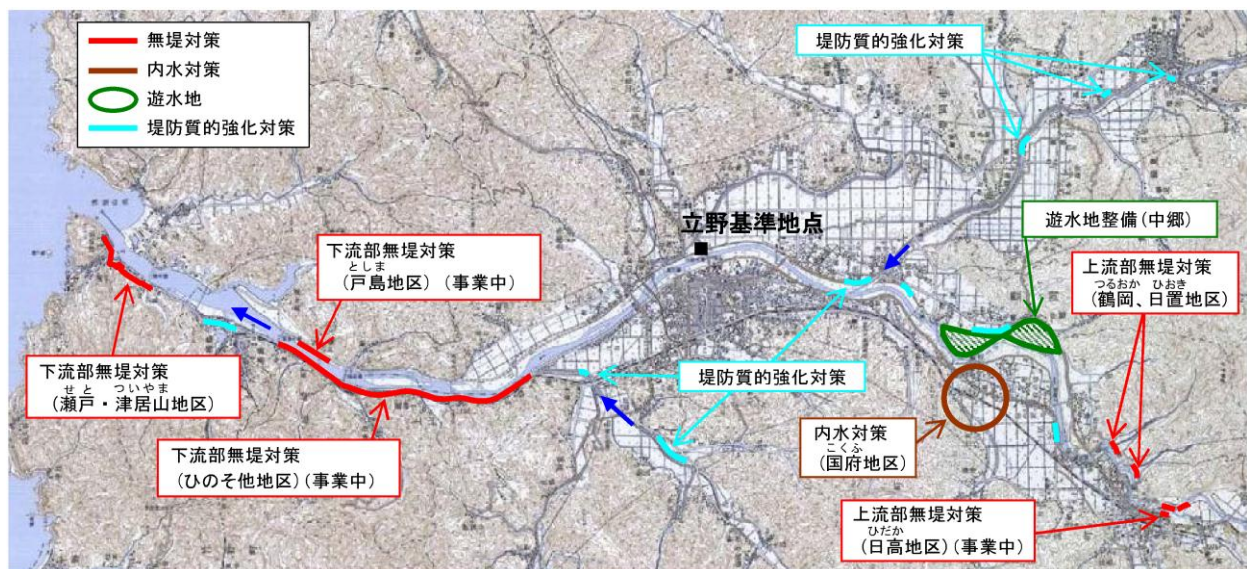 無堤対策
内水対策
遊水地
堤防質的強化対策
堤防質的強化対策
立野基準地点
遊水地整備(中郷)
下流部無堤対策
としま
(戸島地区)(事業中)
上流部無堤対策
つるおか ひおき
(鶴岡、日置地区)
下流部無堤対策
せと ついやま
(瀬戸・津居山地区)
堤防質的強化対策
下流部無堤対策
(ひのそ他地区)(事業中)
内水対策
こくふ
(国府地区)
上流部無堤対策
ひだか
(日高地区)(事業中)